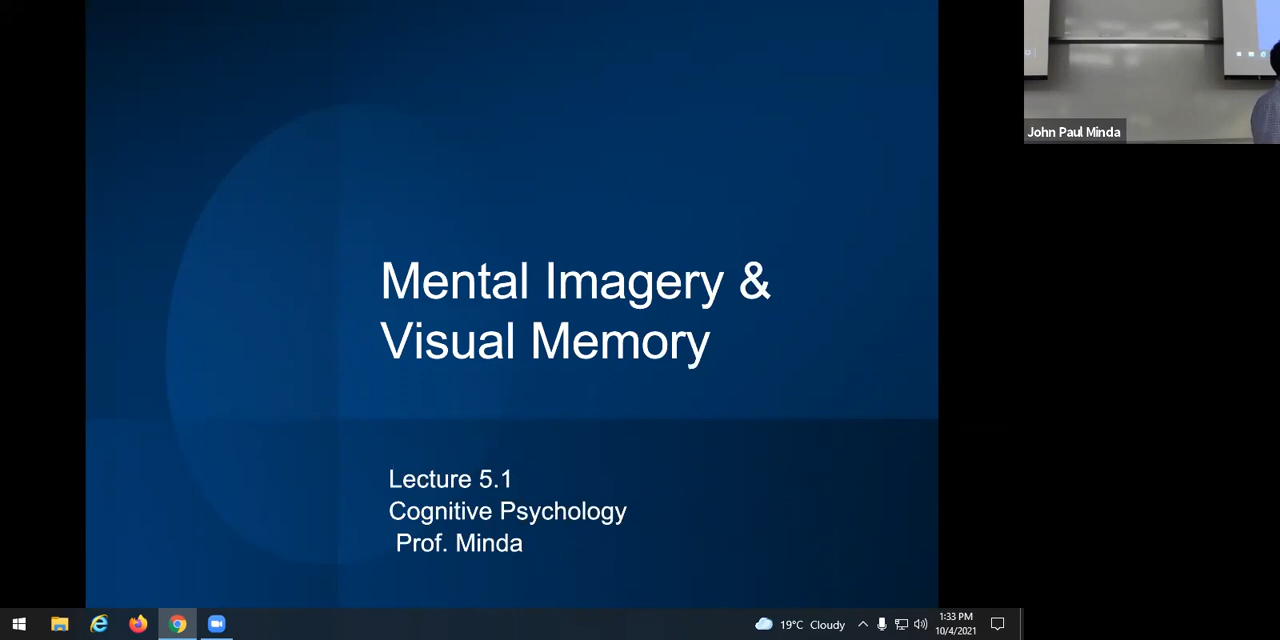 Mental Imagery &
Visual Memory
Lecture 5.1
Cognitive Psychology
Prof. Minda
John Paul Minda
19°C Cloudy
1:33 PM
10/4/2021